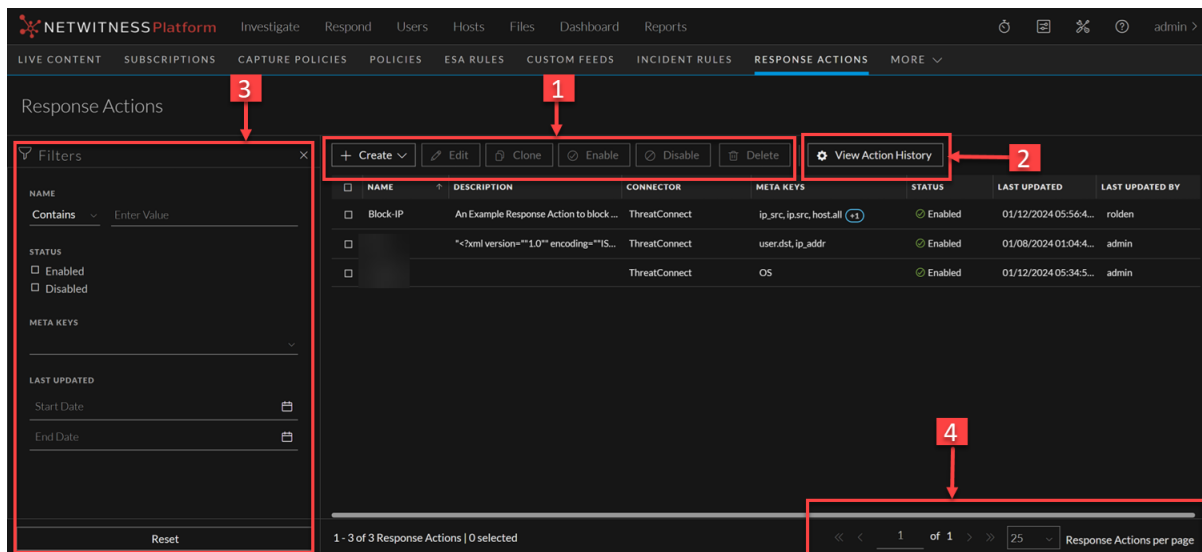 NETWITNESS Platform Investigate Respond Users Hosts Files Dashboard Reports admin >
LIVE CONTENT SUBSCRIPTIONS CAPTURE POLICIES POLICIES ESA RULES CUSTOM FEEDS INCIDENT RULES RESPONSE ACTIONS MORE
3 1
Response Actions
Filters ×
+ Create Edit Clone Enable Disable Delete View Action History 2
NAME DESCRIPTION CONNECTOR META KEYS STATUS LAST UPDATED LAST UPDATED BY
NAME
Contains Enter Value
Block-IP An Example Response Action to block ... ThreatConnect ip_src, ip.src, host.all +1 Enabled 01/12/2024 05:56:4... rolden
"<?xml version=""1.0"" encoding=""IS... ThreatConnect user.dst, ip_addr Enabled 01/08/2024 01:04:4... admin
ThreatConnect OS Enabled 01/12/2024 05:34:5... admin
STATUS
Enabled
Disabled
META KEYS
LAST UPDATED
Start Date
End Date
4
Reset
1 - 3 of 3 Response Actions | 0 selected
« < 1 of 1 > » 25 Response Actions per page